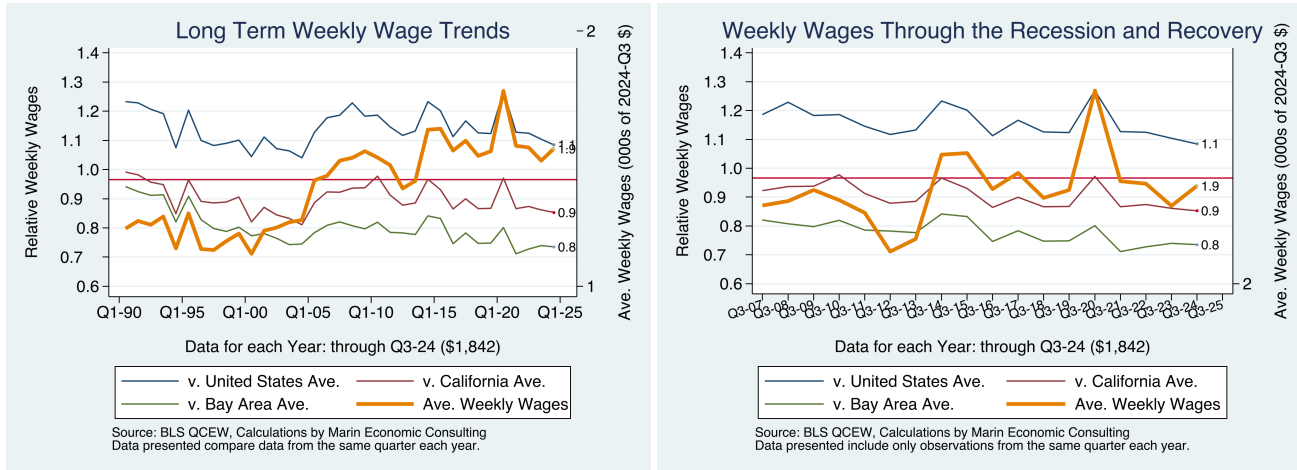 Long Term Weekly Wage Trends
Relative Weekly Wages
1.4
1.3
1.2
1.1
1.0
0.9
0.8
0.7
0.6
2
1
Ave. Weekly Wages (000s of 2024-Q3 $)
1.1
1.9
0.9
0.8
Q1-90 Q1-95 Q1-00 Q1-05 Q1-10 Q1-15 Q1-20 Q1-25
Data for each Year: through Q3-24 ($1,842)
v. United States Ave. v. California Ave.
v. Bay Area Ave. Ave. Weekly Wages
Source: BLS QCEW, Calculations by Marin Economic Consulting
Data presented compare data from the same quarter each year.
Weekly Wages Through the Recession and Recovery
Relative Weekly Wages
1.4
1.3
1.2
1.1
1.0
0.9
0.8
0.7
0.6
2
Ave. Weekly Wages (000s of 2024-Q3 $)
1.1
1.9
0.9
0.8
Q3-07 Q3-08 Q3-09 Q3-10 Q3-11 Q3-12 Q3-13 Q3-14 Q3-15 Q3-16 Q3-17 Q3-18 Q3-19 Q3-20 Q3-21 Q3-22 Q3-23 Q3-24 Q3-25
Data for each Year: through Q3-24 ($1,842)
v. United States Ave. v. California Ave.
v. Bay Area Ave. Ave. Weekly Wages
Source: BLS QCEW, Calculations by Marin Economic Consulting
Data presented include only observations from the same quarter each year.